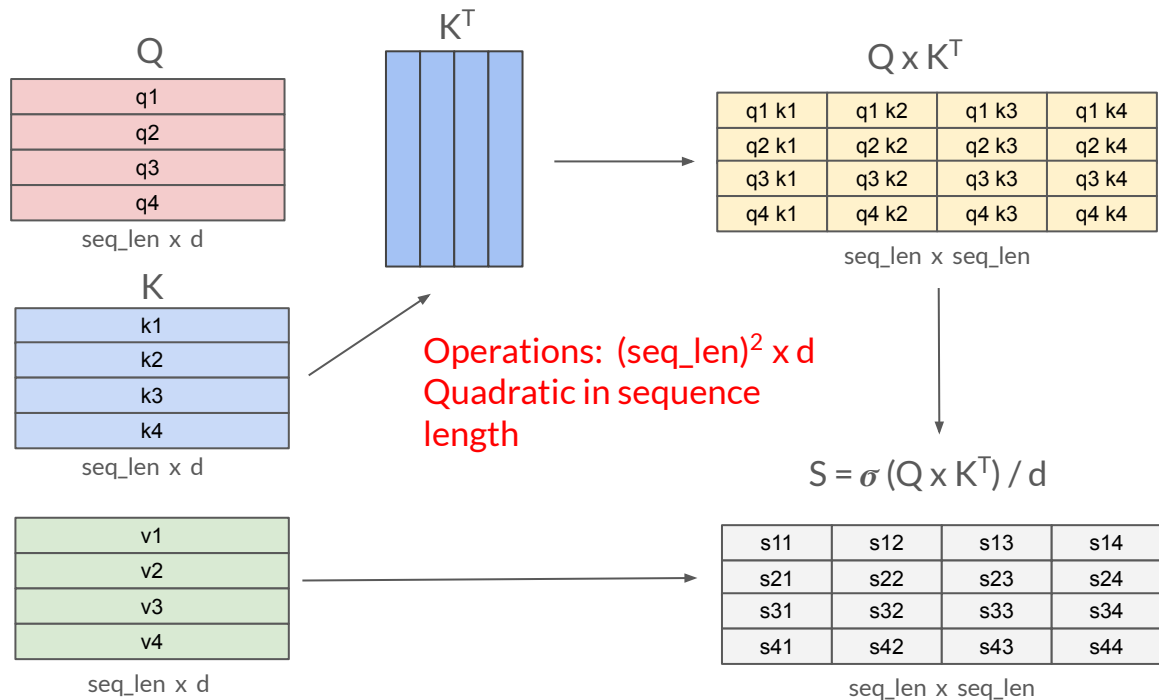 Q
q1
q2
q3
q4
seq_len x d
K
k1
k2
k3
k4
seq_len x d
v1
v2
v3
v4
seq_len x d
Kᵀ
Operations: (seq_len)² x d
Quadratic in sequence
length
Q x Kᵀ
q1 k1 q1 k2 q1 k3 q1 k4
q2 k1 q2 k2 q2 k3 q2 k4
q3 k1 q3 k2 q3 k3 q3 k4
q4 k1 q4 k2 q4 k3 q4 k4
seq_len x seq_len
S = σ (Q x Kᵀ) / d
s11 s12 s13 s14
s21 s22 s23 s24
s31 s32 s33 s34
s41 s42 s43 s44
seq_len x seq_len